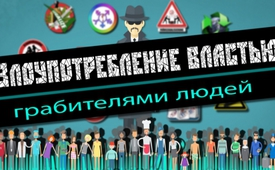 ЗЛОУПОТРЕБЛЕНИЕ ВЛАСТЬЮ
грабителями людей